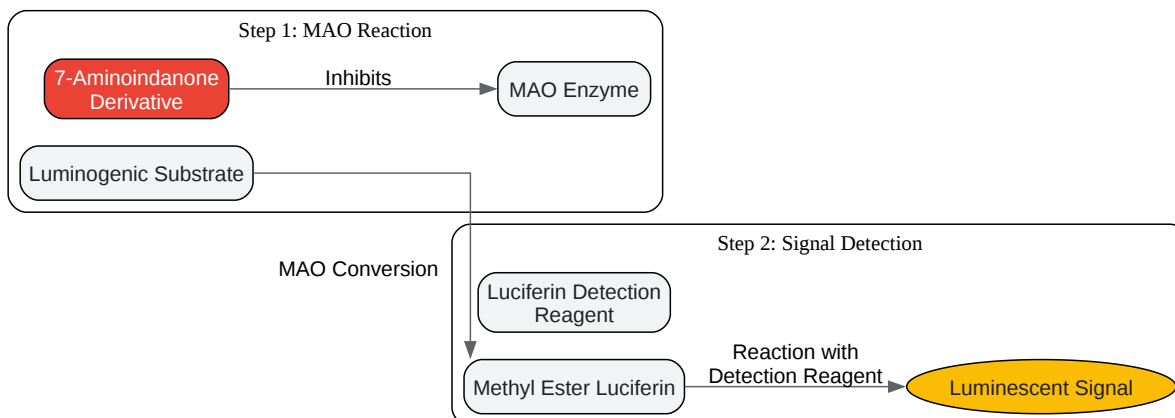 Step 1: MAO Reaction
7-Aminoindanone
Derivative
Inhibits
MAO Enzyme
Luminogenic Substrate
MAO Conversion
Step 2: Signal Detection
Luciferin Detection
Reagent
Methyl Ester Luciferin
Reaction with
Detection Reagent
Luminescent Signal